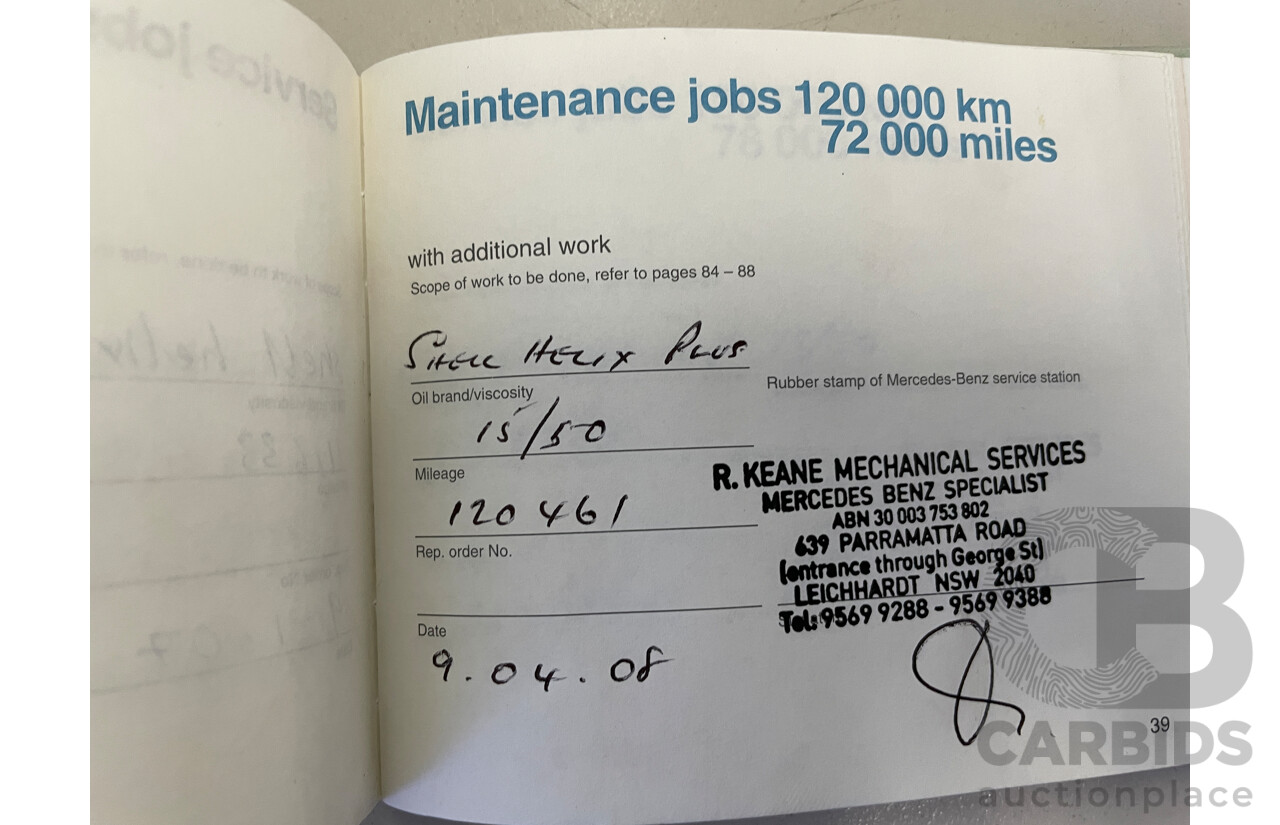 Maintenance jobs 120 000 km
72 000 miles
with additional work
Scope of work to be done, refer to pages 84 – 88
SHELL HELIX PLUS
Oil brand/viscosity
15/50
Mileage
120 461
Rep. order No.
Date
9.04.08
Rubber stamp of Mercedes-Benz service station
R. KEANE MECHANICAL SERVICES
MERCEDES BENZ SPECIALIST
ABN 30 003 753 802
639 PARRAMATTA ROAD
(entrance through George St)
LEICHHARDT NSW 2040
Tel: 9569 9288 - 9569 9388
39
CB
CARBIDS
auctionplace